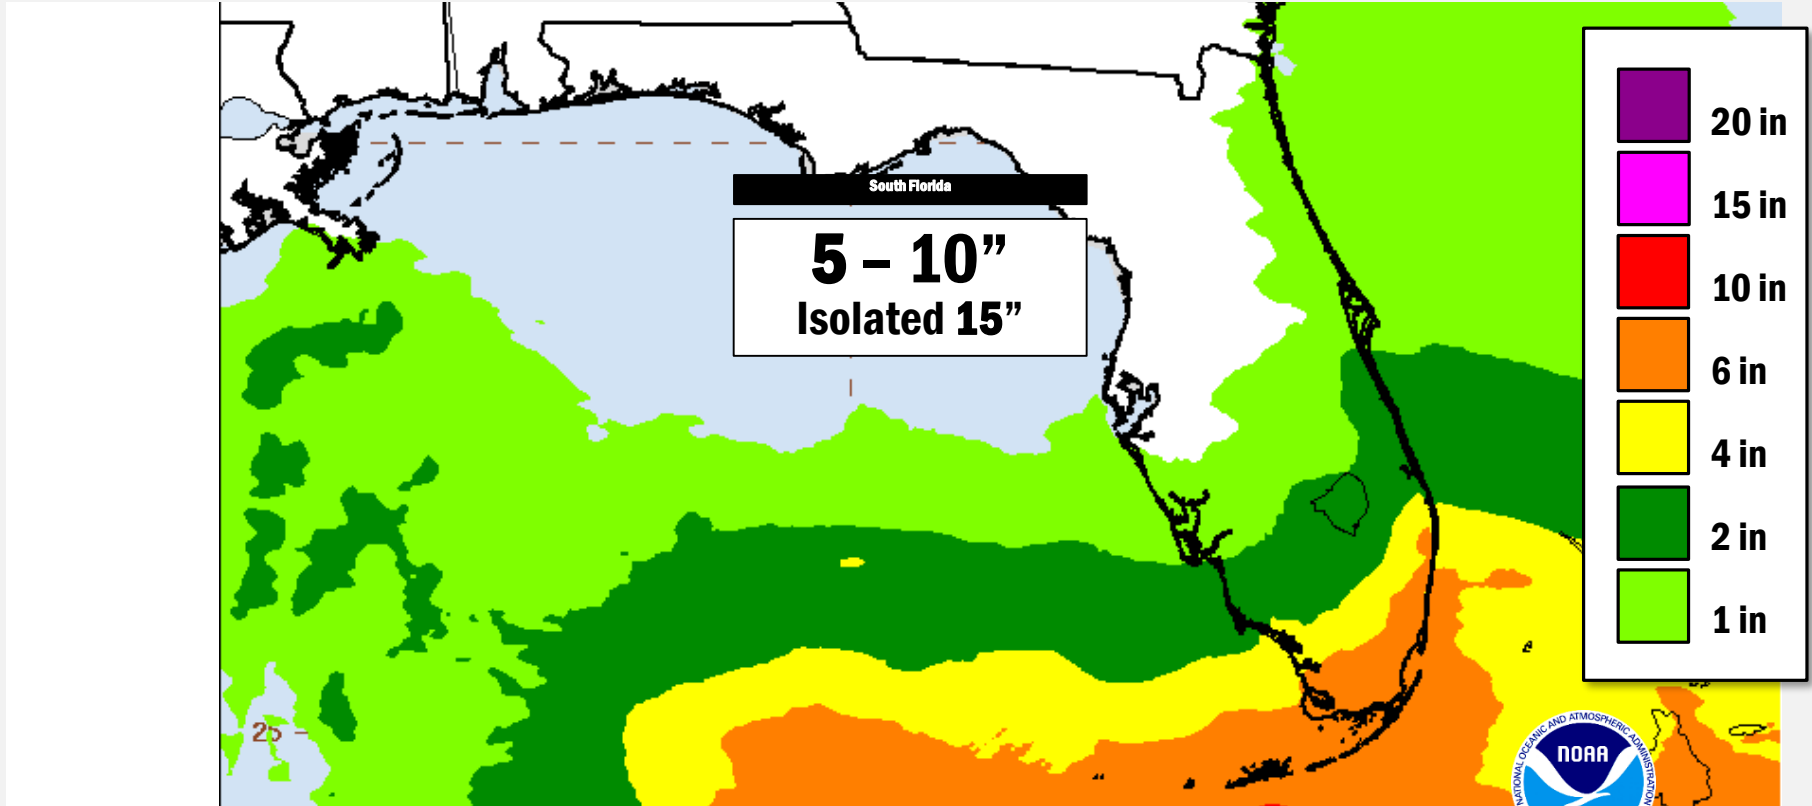 South Florida
5 – 10”
Isolated 15”
20 in
15 in
10 in
6 in
4 in
2 in
1 in
25
NATIONAL OCEANIC AND ATMOSPHERIC ADMINISTRATION
NOAA